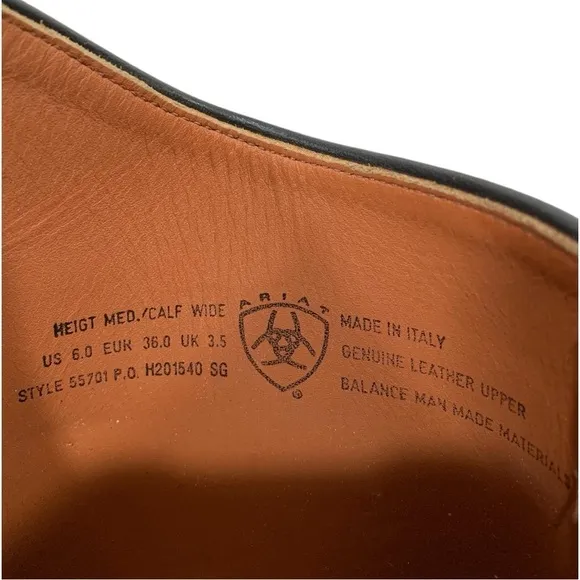 HEIGT MED./CALF WIDE
US 6.0 EUR 36.0 UK 3.5
STYLE 55701 P.O. H201540 SG
ARIAT
®
MADE IN ITALY
GENUINE LEATHER UPPER
BALANCE MAN MADE MATERIALS